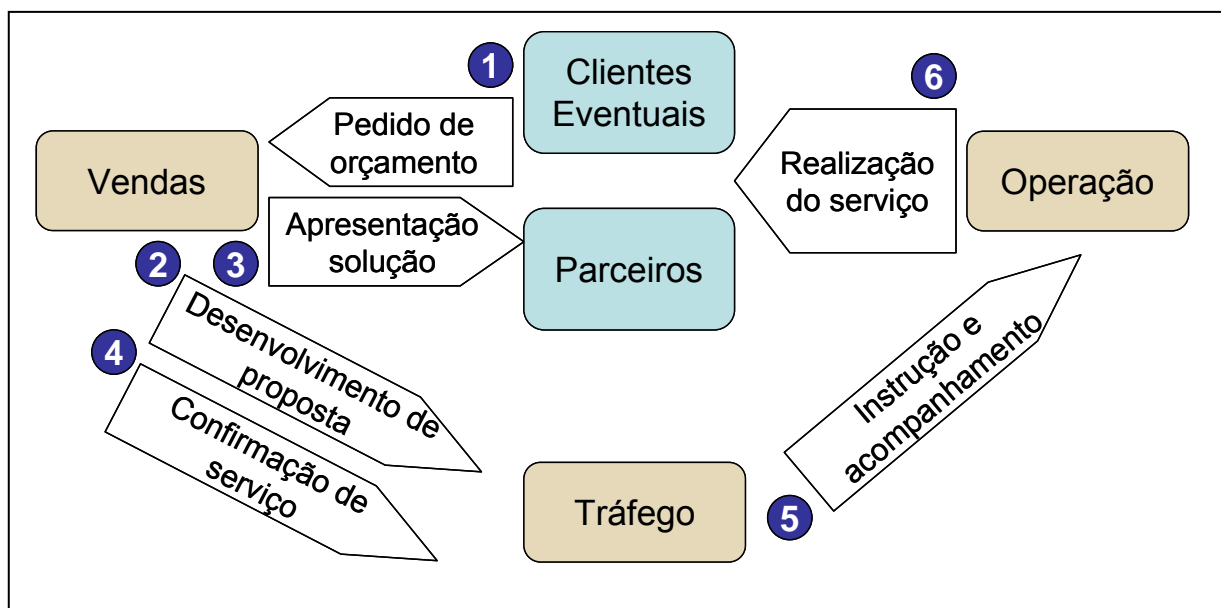 1
Clientes
Eventuais
6
Pedido de
orçamento
Vendas
Realização
do serviço
Operação
Apresentação
solução
Parceiros
2
3
Desenvolvimento de
proposta
4
Confirmação de
serviço
Instrução e
acompanhamento
Tráfego
5